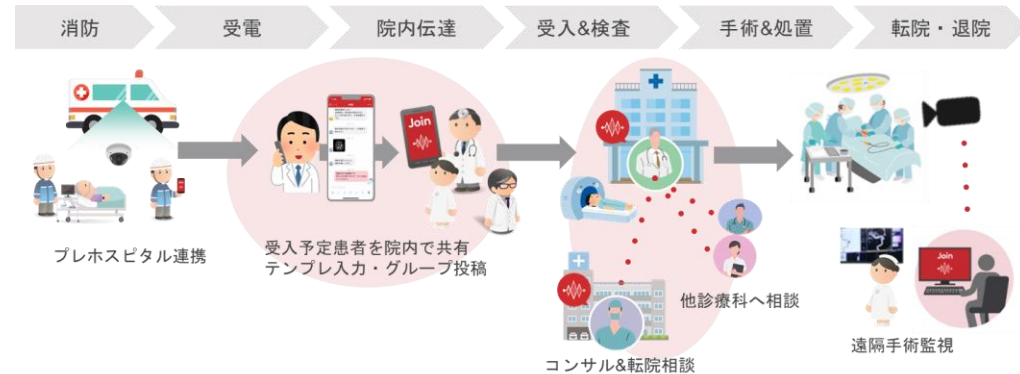 消防
受電
院内伝達
受入&検査
手術&処置
転院・退院
Join
プレホスピタル連携
受入予定患者を院内で共有
テンプレ入力・グループ投稿
他診療科へ相談
コンサル&転院相談
Join
遠隔手術監視